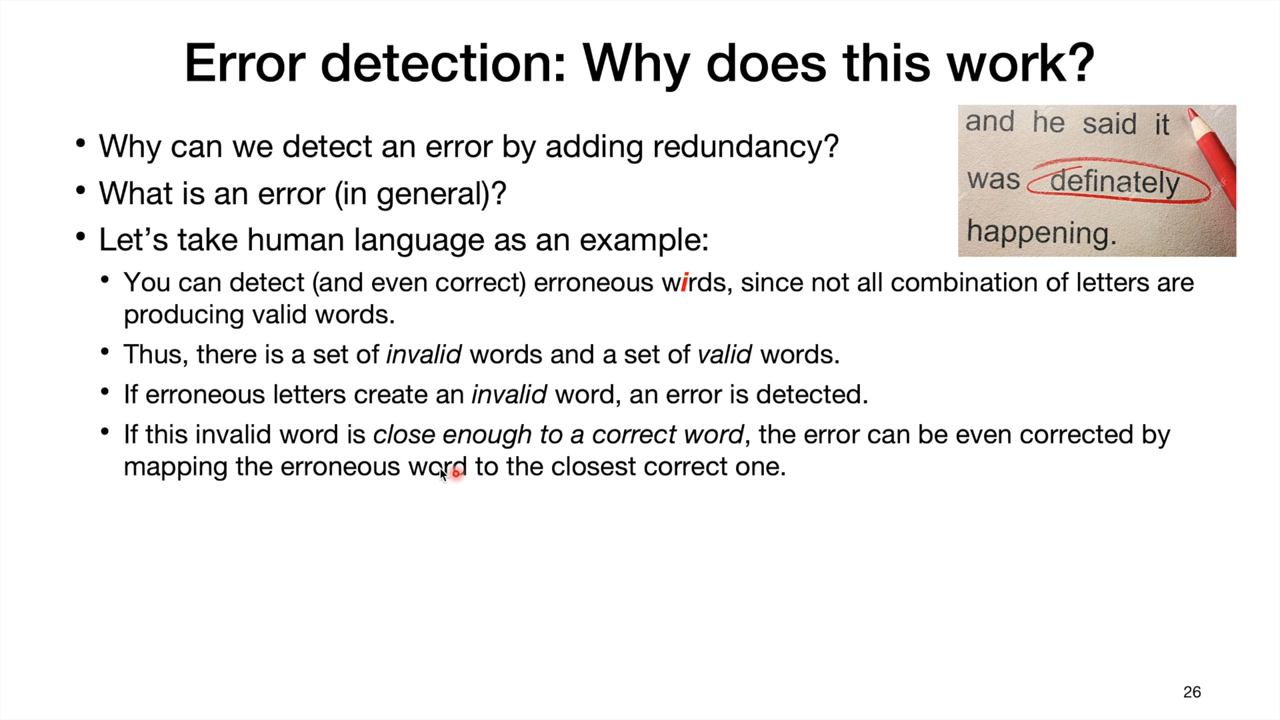 Error detection: Why does this work?
• Why can we detect an error by adding redundancy?
• What is an error (in general)?
• Let's take human language as an example:
• You can detect (and even correct) erroneous wirds, since not all combination of letters are
producing valid words.
• Thus, there is a set of invalid words and a set of valid words.
• If erroneous letters create an invalid word, an error is detected.
• If this invalid word is close enough to a correct word, the error can be even corrected by
mapping the erroneous word to the closest correct one.
and he said it
was definately
happening.
26